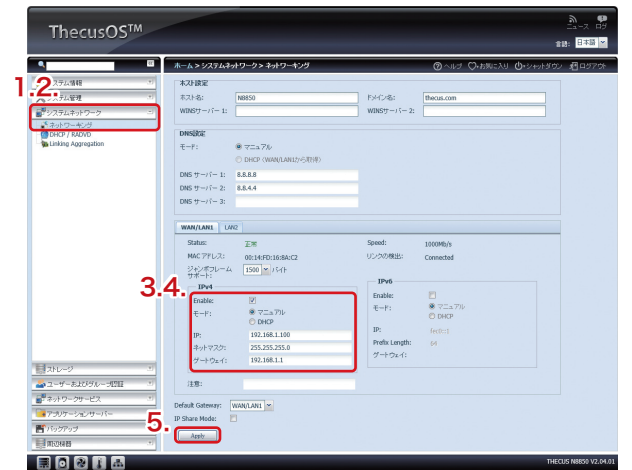 ThecusOS™
ニュース ログ
言語: 日本語
ホーム > システムネットワーク > ネットワーキング
ヘルプ お気に入り シャットダウン ログアウト
1.2.
システム情報
システム管理
システムネットワーク
ネットワーキング
DHCP / RADVD
Linking Aggregation
ストレージ
ユーザーおよびグループ認証
ネットワークサービス
アプリケーションサーバー
バックアップ
周辺機器
ホスト設定
ホスト名: N8850 ドメイン名: thecus.com
WINSサーバー 1: WINSサーバー 2:
DNS設定
モード: マニュアル
DHCP (WAN/LAN1から取得)
DNS サーバー 1: 8.8.8.8
DNS サーバー 2: 8.8.4.4
DNS サーバー 3:
WAN/LAN1 LAN2
Status: 正常 Speed: 1000Mb/s
MAC アドレス: 00:14:FD:16:8A:C2 リンクの検出: Connected
ジャンボフレームサポート: 1500 バイト
3.4.
IPv4
Enable:
モード: マニュアル
DHCP
IP: 192.168.1.100
ネットマスク: 255.255.255.0
ゲートウェイ: 192.168.1.1
IPv6
Enable:
モード: マニュアル
DHCP
IP:
Prefix Length: 64
ゲートウェイ:
注意:
Default Gateway: WAN/LAN1
IP Share Mode:
5.
Apply
THECUS N8850 V2.04.01